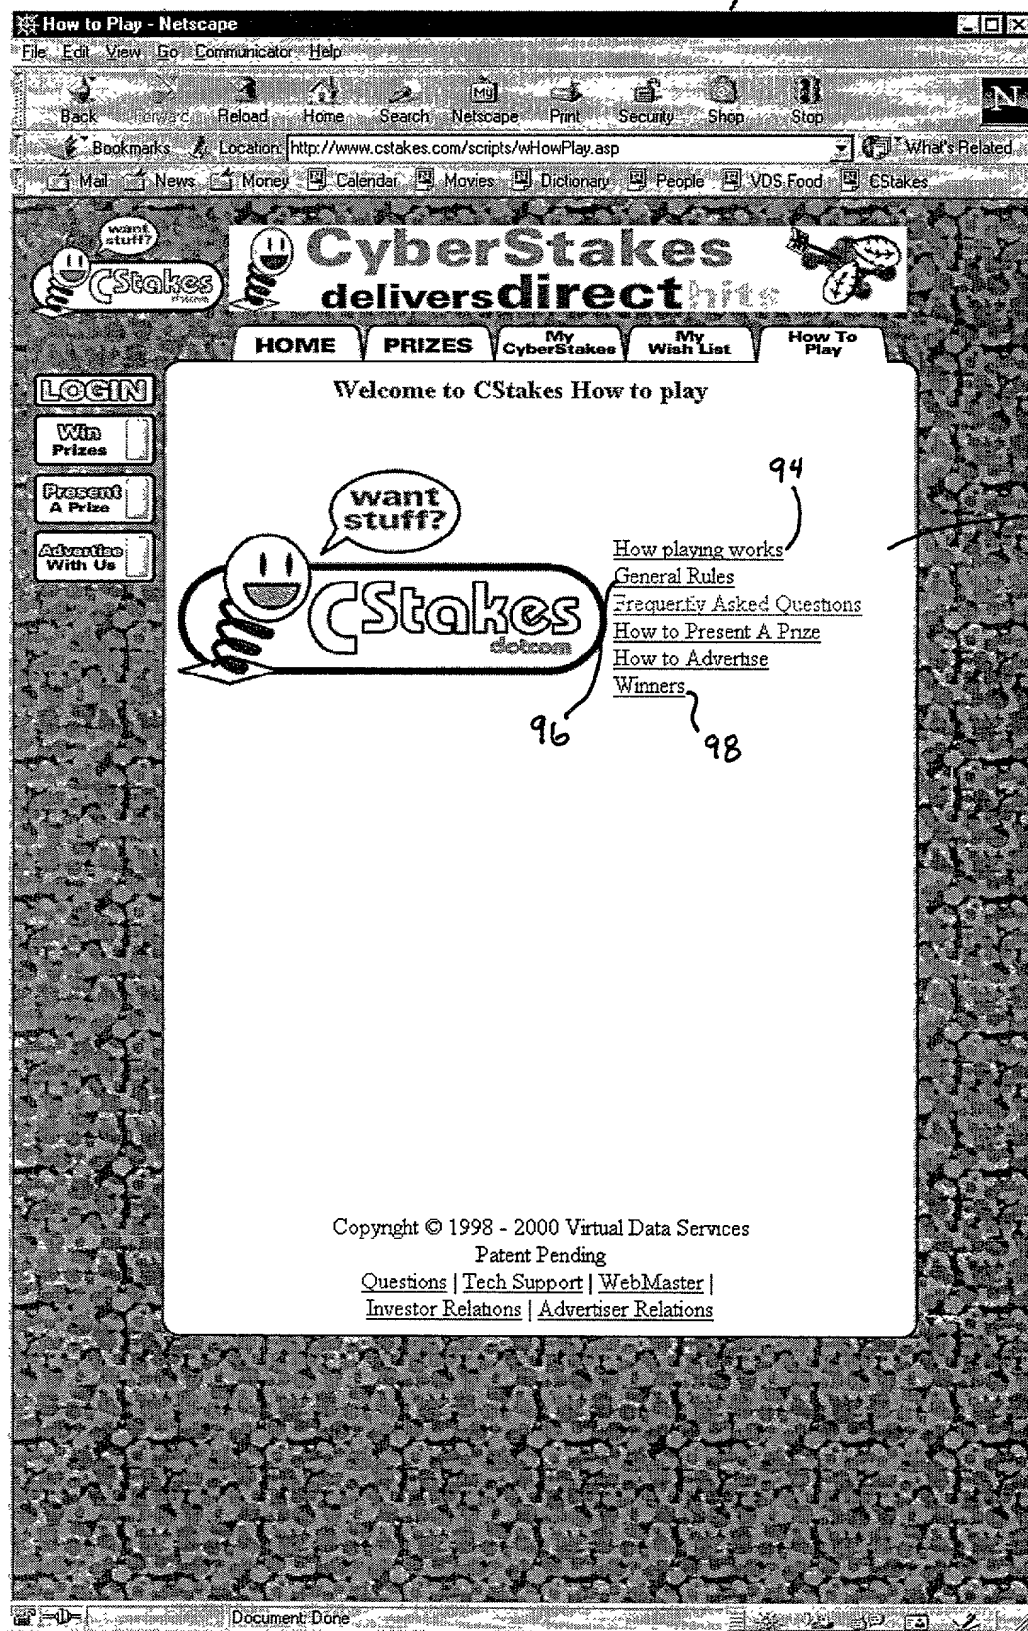 How to Play - Netscape
File Edit View Go Communicator Help
Back Forward Reload Home Search Netscape Print Security Shop Stop
My
N
Bookmarks Location: http://www.cstakes.com/scripts/wHowPlay.asp What's Related
Mail News Money Calendar Movies Dictionary People VDS Food CStakes
want stuff?
CStakes
dotcom
CyberStakes
delivers direct hits
HOME PRIZES My CyberStakes My Wish List How To Play
LOGIN
Win Prizes
Present A Prize
Advertise With Us
Welcome to CStakes How to play
94
want
stuff?
CStakes
dotcom
How playing works
General Rules
Frequently Asked Questions
How to Present A Prize
How to Advertise
Winners
96
98
Copyright © 1998 - 2000 Virtual Data Services
Patent Pending
Questions | Tech Support | WebMaster |
Investor Relations | Advertiser Relations
Document: Done